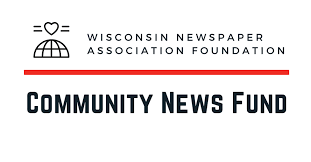 WISCONSIN NEWSPAPER
ASSOCIATION FOUNDATION
COMMUNITY NEWS FUND